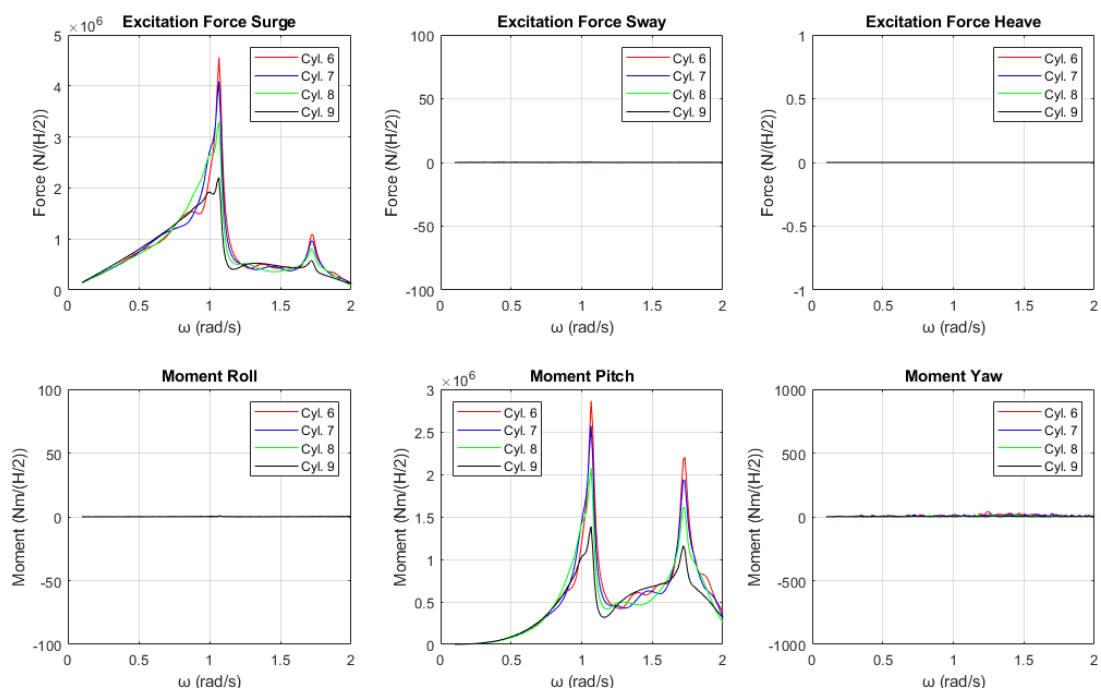 Excitation Force Surge
× 10^6
Force (N/(H/2))
5
4
3
2
1
0
0 0.5 1 1.5 2
ω (rad/s)
Cyl. 6
Cyl. 7
Cyl. 8
Cyl. 9
Excitation Force Sway
Force (N/(H/2))
100
50
0
-50
-100
0 0.5 1 1.5 2
ω (rad/s)
Cyl. 6
Cyl. 7
Cyl. 8
Cyl. 9
Excitation Force Heave
Force (N/(H/2))
1
0.5
0
-0.5
-1
0 0.5 1 1.5 2
ω (rad/s)
Cyl. 6
Cyl. 7
Cyl. 8
Cyl. 9
Moment Roll
Moment (Nm/(H/2))
100
50
0
-50
-100
0 0.5 1 1.5 2
ω (rad/s)
Cyl. 6
Cyl. 7
Cyl. 8
Cyl. 9
Moment Pitch
× 10^6
Moment (Nm/(H/2))
3
2.5
2
1.5
1
0.5
0
0 0.5 1 1.5 2
ω (rad/s)
Cyl. 6
Cyl. 7
Cyl. 8
Cyl. 9
Moment Yaw
Moment (Nm/(H/2))
1000
500
0
-500
-1000
0 0.5 1 1.5 2
ω (rad/s)
Cyl. 6
Cyl. 7
Cyl. 8
Cyl. 9